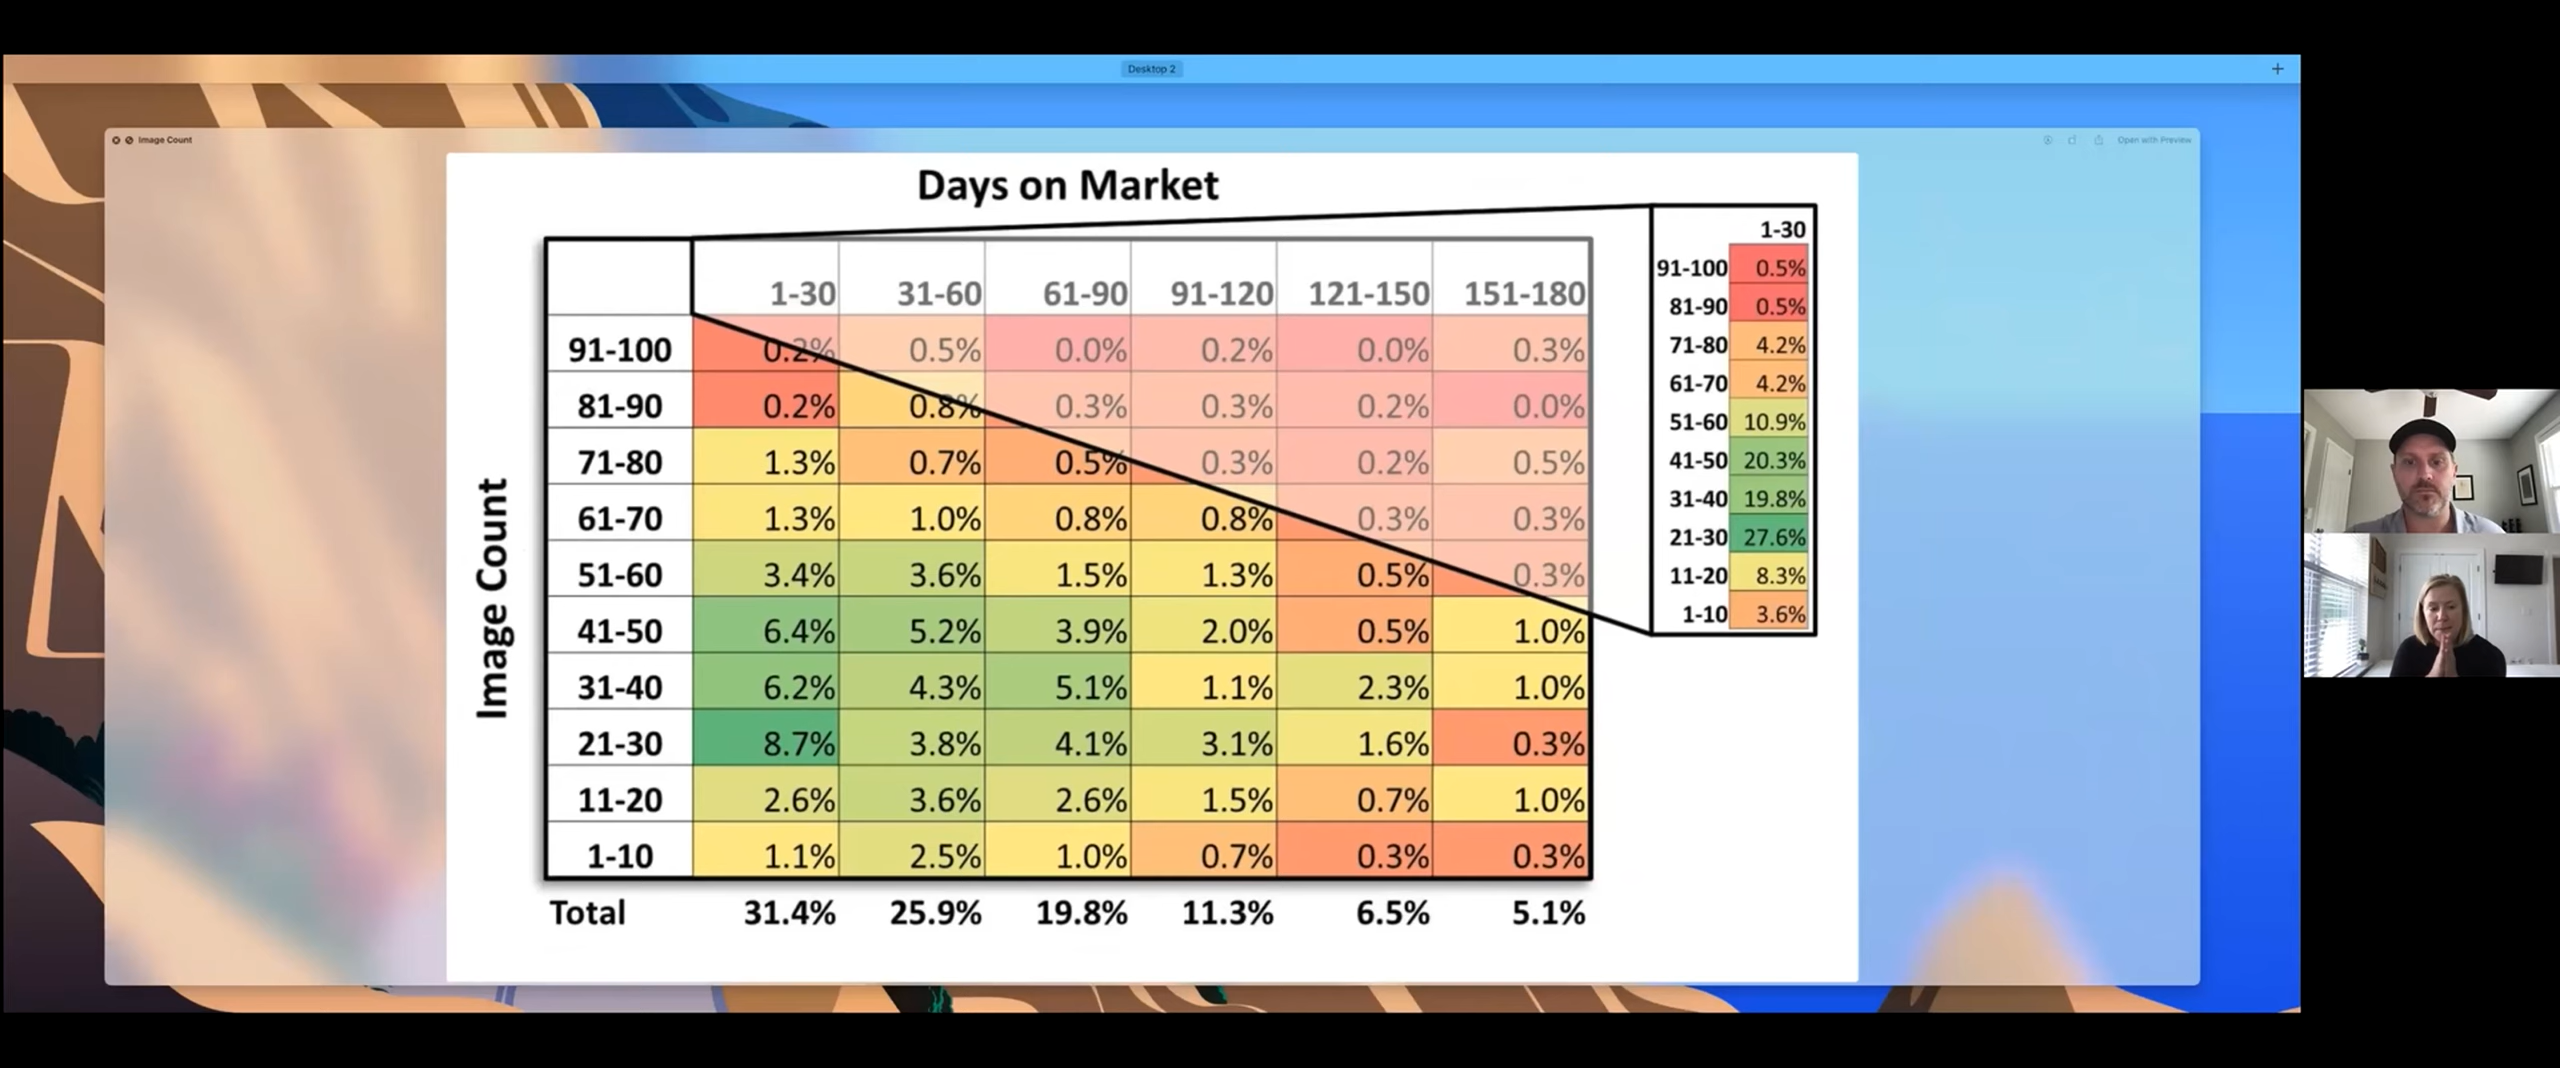 Desktop 2
+
Image Count
Open with Preview
Days on Market
1-30 31-60 61-90 91-120 121-150 151-180
91-100 0.2% 0.5% 0.0% 0.2% 0.0% 0.3%
81-90 0.2% 0.8% 0.3% 0.3% 0.2% 0.0%
71-80 1.3% 0.7% 0.5% 0.3% 0.2% 0.5%
61-70 1.3% 1.0% 0.8% 0.8% 0.3% 0.3%
51-60 3.4% 3.6% 1.5% 1.3% 0.5% 0.3%
41-50 6.4% 5.2% 3.9% 2.0% 0.5% 1.0%
31-40 6.2% 4.3% 5.1% 1.1% 2.3% 1.0%
21-30 8.7% 3.8% 4.1% 3.1% 1.6% 0.3%
11-20 2.6% 3.6% 2.6% 1.5% 0.7% 1.0%
1-10 1.1% 2.5% 1.0% 0.7% 0.3% 0.3%
Total 31.4% 25.9% 19.8% 11.3% 6.5% 5.1%
Image Count
1-30
91-100 0.5%
81-90 0.5%
71-80 4.2%
61-70 4.2%
51-60 10.9%
41-50 20.3%
31-40 19.8%
21-30 27.6%
11-20 8.3%
1-10 3.6%